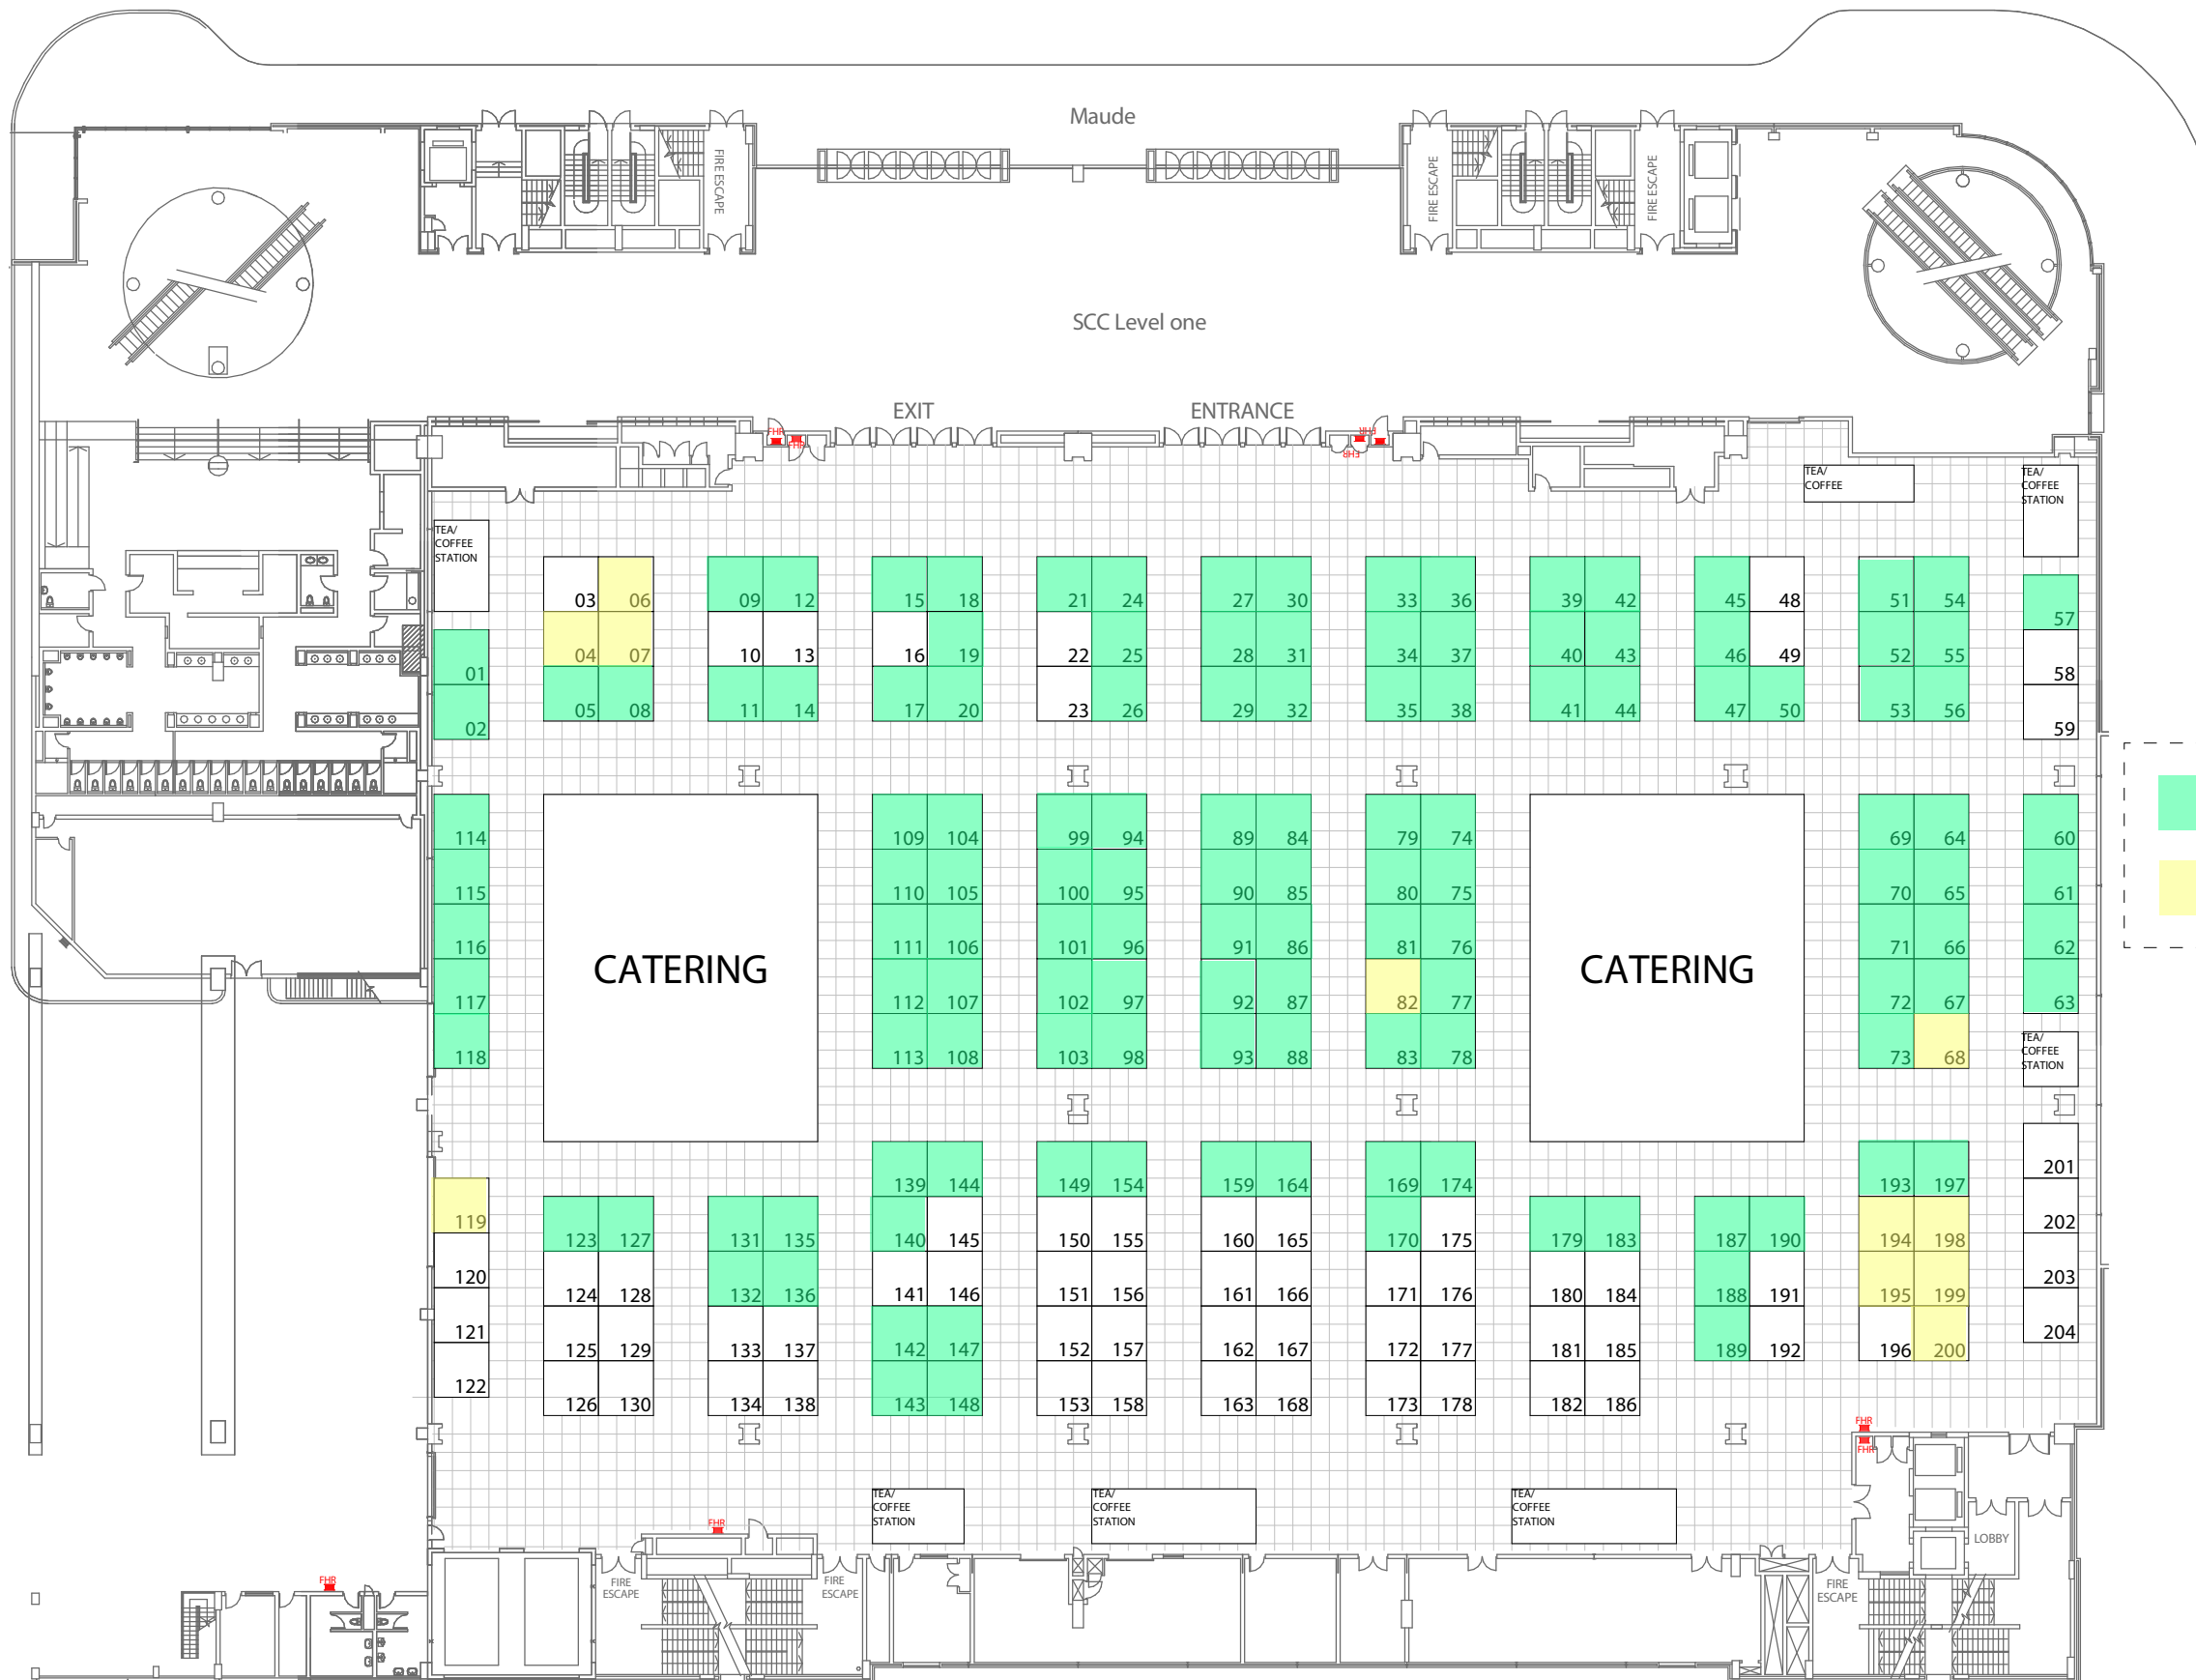 Maude
FIRE ESCAPE
FIRE ESCAPE
FIRE ESCAPE
SCC Level one
EXIT
ENTRANCE
FHR
FHR
FHR
FHR
FHR
TEA/
COFFEE
TEA/
COFFEE
STATION
TEA/
COFFEE
STATION
03 06 09 12 15 18 21 24 27 30 33 36 39 42 45 48 51 54
57
04 07 10 13 16 19 22 25 28 31 34 37 40 43 46 49 52 55
01
58
05 08 11 14 17 20 23 26 29 32 35 38 41 44 47 50 53 56
02
59
114 109 104 99 94 89 84 79 74 69 64 60
115 110 105 100 95 90 85 80 75 70 65 61
116 111 106 101 96 91 86 81 76 71 66 62
CATERING
CATERING
117 112 107 102 97 92 87 82 77 72 67 63
118 113 108 103 98 93 88 83 78 73 68
TEA/
COFFEE
STATION
201
139 144 149 154 159 164 169 174 193 197
119
202
123 127 131 135 140 145 150 155 160 165 170 175 179 183 187 190 194 198
120
203
124 128 132 136 141 146 151 156 161 166 171 176 180 184 188 191 195 199
121
204
125 129 133 137 142 147 152 157 162 167 172 177 181 185 189 192 196 200
122
126 130 134 138 143 148 153 158 163 168 173 178 182 186
FHR
FHR
TEA/
COFFEE
STATION
TEA/
COFFEE
STATION
TEA/
COFFEE
STATION
FHR
LOBBY
FHR
FIRE
ESCAPE
FIRE
ESCAPE
FIRE
ESCAPE